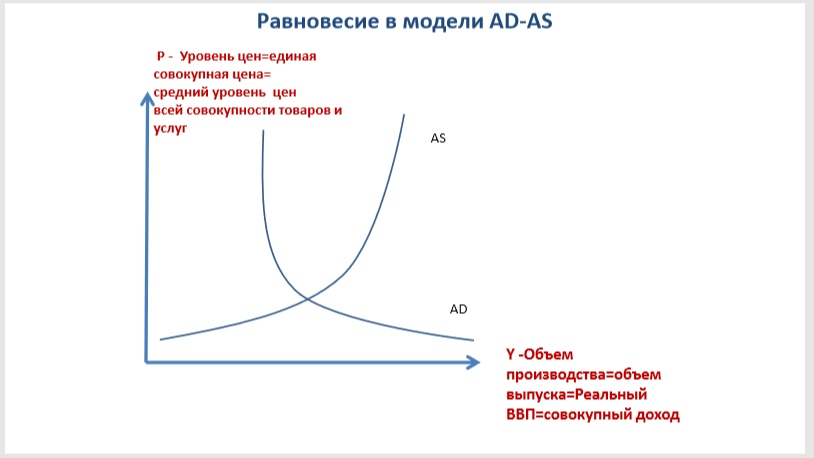 Равновесие в модели AD-AS
P - Уровень цен=единая
совокупная цена=
средний уровень цен
всей совокупности товаров и
услуг
AS
AD
Y -Объем
производства=объем
выпуска=Реальный
ВВП=совокупный доход